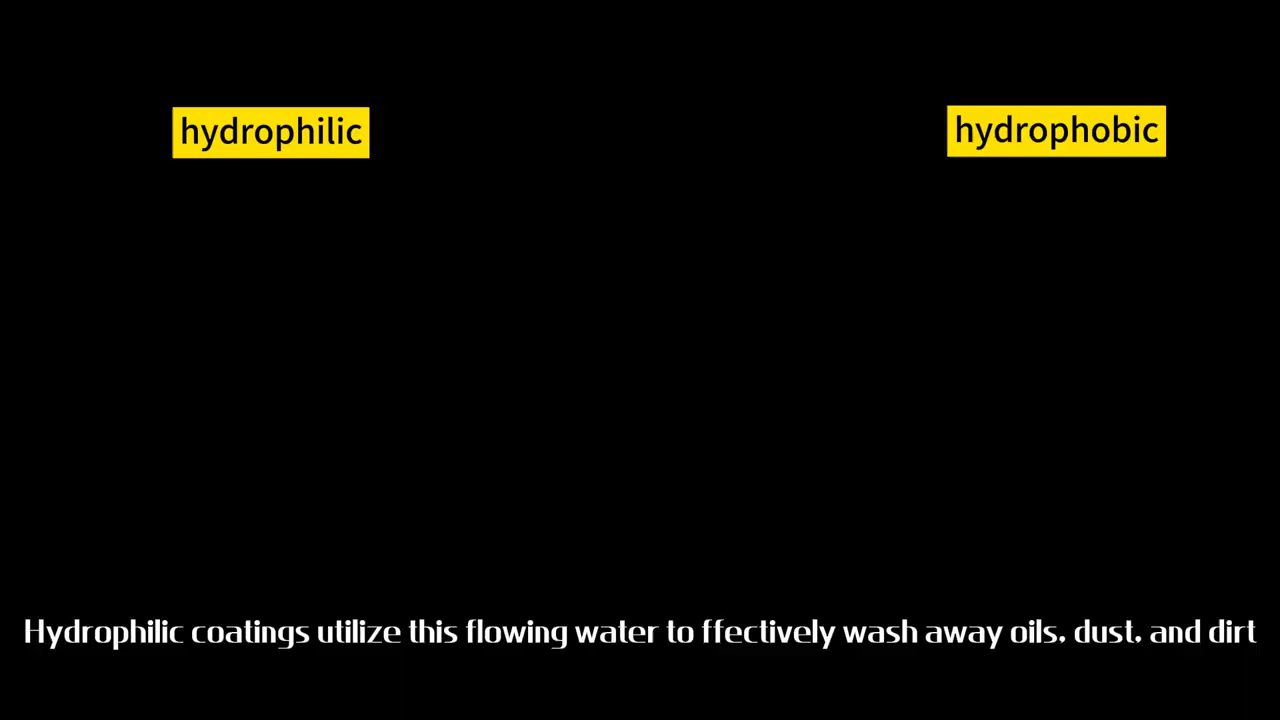 hydrophilic
hydrophobic
Hydrophilic coatings utilize this flowing water to ffectively wash away oils, dust, and dirt